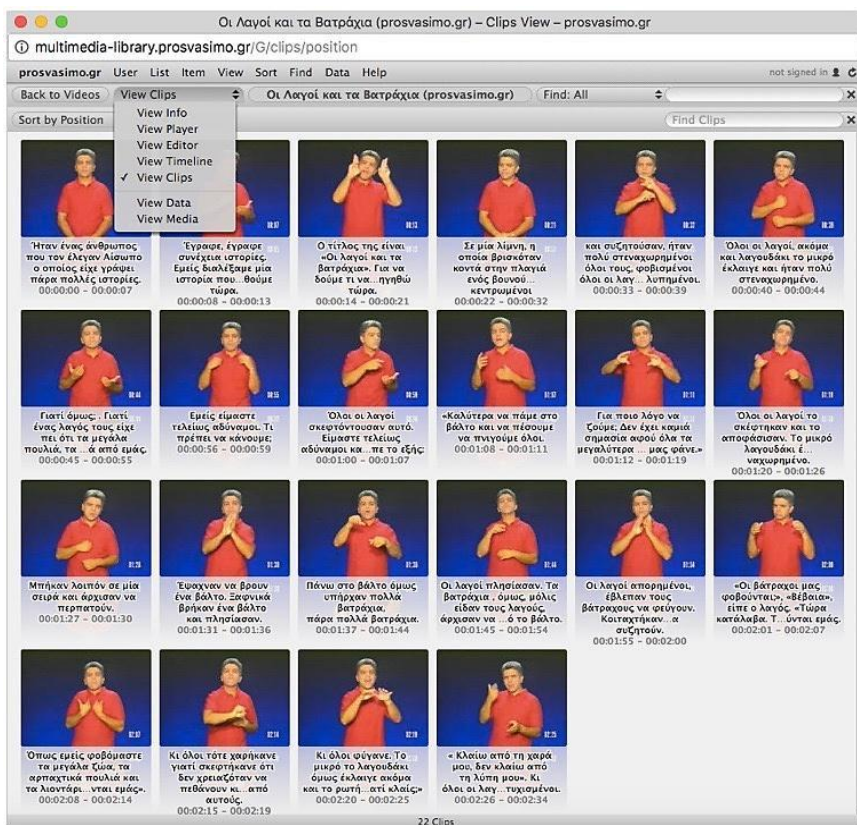 Οι Λαγοί και τα Βατράχια (prosvasimo.gr) – Clips View – prosvasimo.gr
multimedia-library.prosvasimo.gr/G/clips/position
prosvasimo.gr User List Item View Sort Find Data Help not signed in
Back to Videos View Clips Οι Λαγοί και τα Βατράχια (prosvasimo.gr) Find: All
Sort by Position Find Clips
View Info
View Player
View Editor
View Timeline
✓ View Clips
View Data
View Media
Ήταν ένας άνθρωπος
που τον έλεγαν Αίσωπο
ο οποίος είχε γράψει
πάρα πολλές ιστορίες.
00:00:00 – 00:00:07
Έγραφε, έγραφε
συνέχεια ιστορίες.
Εμείς διαλέξαμε μία
ιστορία που...θούμε
τώρα.
00:00:08 – 00:00:13
Ο τίτλος της είναι
«Οι λαγοί και τα
βατράχια». Για να
δούμε τι να...ηγηθώ
τώρα.
00:00:14 – 00:00:21
Σε μία λίμνη, η
οποία βρισκόταν
κοντά στην πλαγιά
ενός βουνού...
κεντρωμένοι
00:00:22 – 00:00:32
και συζητούσαν, ήταν
πολύ στεναχωρημένοι
όλοι τους, φοβισμένοι
όλοι οι λαγ... λυπημένοι.
00:00:33 – 00:00:39
Όλοι οι λαγοί, ακόμα
και λαγουδάκι το μικρό
έκλαιγε και ήταν πολύ
στεναχωρημένο.
00:00:40 – 00:00:44
Γιατί όμως; . Γιατί
ένας λαγός τους είχε
πει ότι τα μεγάλα
πουλιά, τα ...ά από εμάς.
00:00:45 – 00:00:55
Εμείς είμαστε
τελείως αδύναμοι. Τι
πρέπει να κάνουμε;
00:00:56 – 00:00:59
Όλοι οι λαγοί
σκεφτόντουσαν αυτό.
Είμαστε τελείως
αδύναμοι κα...πε το εξής:
00:01:00 – 00:01:07
«Καλύτερα να πάμε στο
βάλτο και να πέσουμε
να πνιγούμε όλοι.
00:01:08 – 00:01:11
Για ποιο λόγο να
ζούμε; Δεν έχει καμιά
σημασία αφού όλα τα
μεγαλύτερα ... μας φάνε.»
00:01:12 – 00:01:19
Όλοι οι λαγοί το
σκέφτηκαν και το
αποφάσισαν. Το μικρό
λαγουδάκι έ...
ναχωρημένο.
00:01:20 – 00:01:26
Μπήκαν λοιπόν σε μία
σειρά και άρχισαν να
περπατούν.
00:01:27 – 00:01:30
Έψαχναν να βρουν
ένα βάλτο. Ξαφνικά
βρήκαν ένα βάλτο
και πλησίασαν.
00:01:31 – 00:01:36
Πάνω στο βάλτο όμως
υπήρχαν πολλά
βατράχια,
πάρα πολλά βατράχια.
00:01:37 – 00:01:44
Οι λαγοί πλησίασαν. Τα
βατράχια , όμως, μόλις
είδαν τους λαγούς,
άρχισαν να ...ό το βάλτο.
00:01:45 – 00:01:54
Οι λαγοί απορημένοι,
έβλεπαν τους
βάτραχους να φεύγουν.
Κοιταχτήκαν...α
συζητούν.
00:01:55 – 00:02:00
«Οι βάτραχοι μας
φοβούνται;», «Βέβαια»,
είπε ο λαγός, «Τώρα
κατάλαβα. Τ...ύνται εμάς.
00:02:01 – 00:02:07
Όπως εμείς φοβόμαστε
τα μεγάλα ζώα, τα
αρπαχτικά πουλιά και
τα λιοντάρι...νται εμάς».
00:02:08 – 00:02:14
Κι όλοι τότε χαρήκανε
γιατί σκεφτήκανε ότι
δεν χρειαζόταν να
πεθάνουν κι...από
αυτούς.
00:02:15 – 00:02:19
Κι όλοι φύγανε. Το
μικρό το λαγουδάκι
όμως έκλαιγε ακόμα
και το ρωτή...ατί κλαίς;»
00:02:20 – 00:02:25
« Κλαίω από τη χαρά
μου, δεν κλαίω από
τη λύπη μου». Κι
όλοι οι λαγ...τυχισμένοι.
00:02:26 – 00:02:34
22 Clips